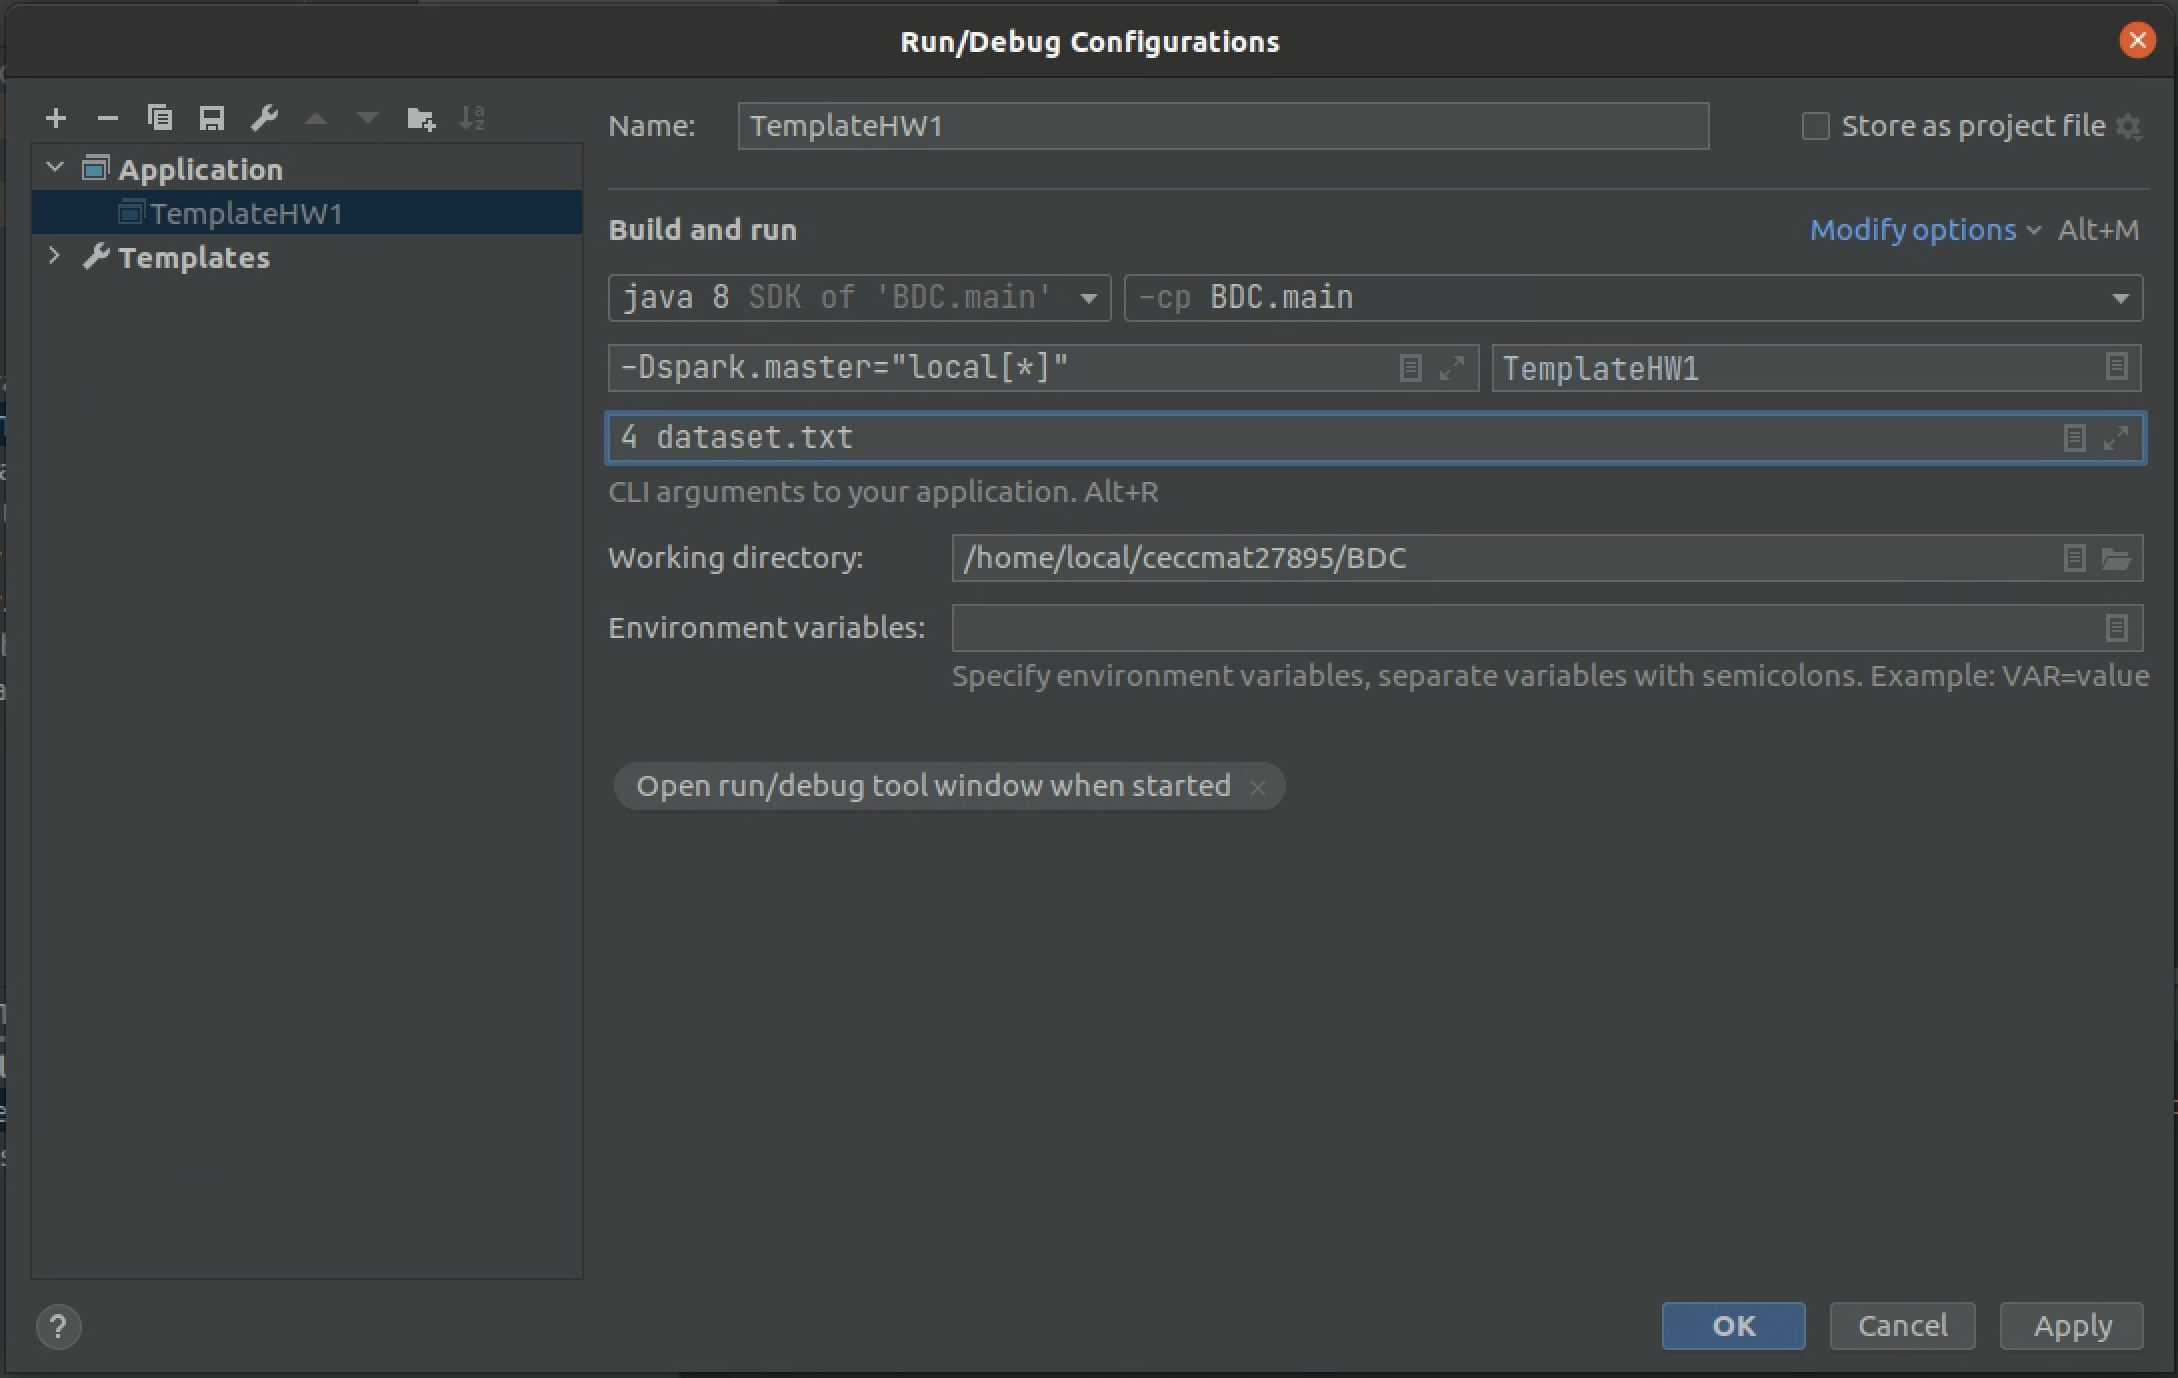 Run/Debug Configurations
Name: TemplateHW1 Store as project file
Application
TemplateHW1
Templates
Build and run Modify options Alt+M
java 8 SDK of 'BDC.main' -cp BDC.main
-Dspark.master="local[*]" TemplateHW1
4 dataset.txt
CLI arguments to your application. Alt+R
Working directory: /home/local/ceccmat27895/BDC
Environment variables:
Specify environment variables, separate variables with semicolons. Example: VAR=value
Open run/debug tool window when started
? OK Cancel Apply